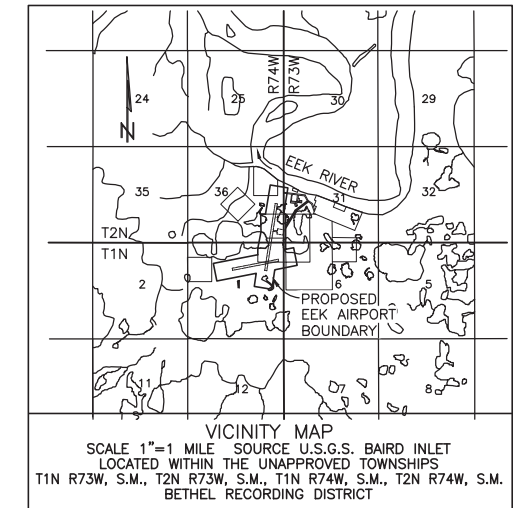 R74W
R73W
24
25
30
29
N
EEK RIVER
35
36
31
32
T2N
T1N
2
1
6
5
PROPOSED
EEK AIRPORT
BOUNDARY
11
12
7
8
VICINITY MAP
SCALE 1"=1 MILE SOURCE U.S.G.S. BAIRD INLET
LOCATED WITHIN THE UNAPPROVED TOWNSHIPS
T1N R73W, S.M., T2N R73W, S.M., T1N R74W, S.M., T2N R74W, S.M.
BETHEL RECORDING DISTRICT